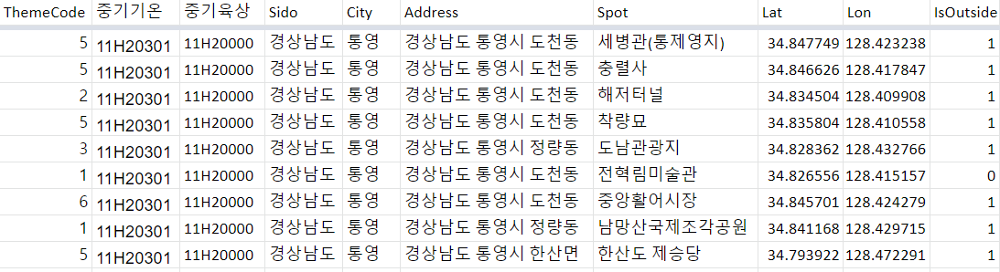 ThemeCode 중기기온 중기육상 Sido City Address Spot Lat Lon IsOutside
5 11H20301 11H20000 경상남도 통영 경상남도 통영시 도천동 세병관(통제영지) 34.847749 128.423238 1
5 11H20301 11H20000 경상남도 통영 경상남도 통영시 도천동 충렬사 34.846626 128.417847 1
2 11H20301 11H20000 경상남도 통영 경상남도 통영시 도천동 해저터널 34.834504 128.409908 1
5 11H20301 11H20000 경상남도 통영 경상남도 통영시 도천동 착량묘 34.835804 128.410558 1
3 11H20301 11H20000 경상남도 통영 경상남도 통영시 정량동 도남관광지 34.828362 128.432766 1
1 11H20301 11H20000 경상남도 통영 경상남도 통영시 도천동 전혁림미술관 34.826556 128.415157 0
6 11H20301 11H20000 경상남도 통영 경상남도 통영시 도천동 중앙활어시장 34.845701 128.424279 1
1 11H20301 11H20000 경상남도 통영 경상남도 통영시 정량동 남망산국제조각공원 34.841168 128.429715 1
5 11H20301 11H20000 경상남도 통영 경상남도 통영시 한산면 한산도 제승당 34.793922 128.472291 1